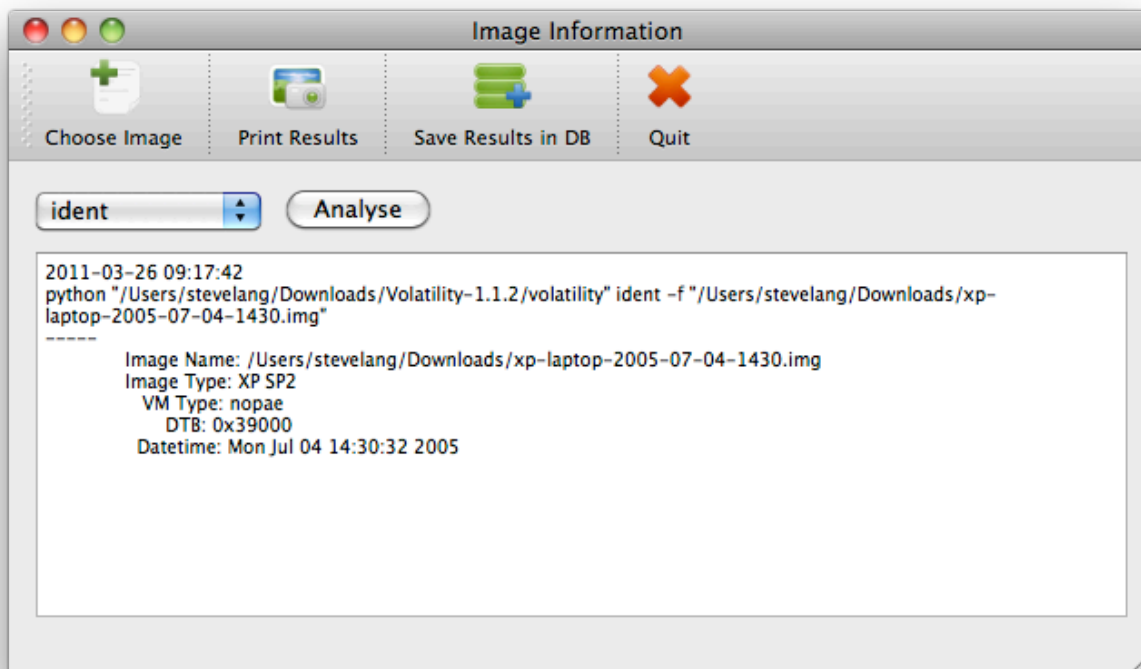 Image Information
Choose Image
Print Results
Save Results in DB
Quit
ident
Analyse
2011-03-26 09:17:42
python "/Users/stevelang/Downloads/Volatility-1.1.2/volatility" ident -f "/Users/stevelang/Downloads/xp-
laptop-2005-07-04-1430.img"
-----
Image Name: /Users/stevelang/Downloads/xp-laptop-2005-07-04-1430.img
Image Type: XP SP2
VM Type: nopae
DTB: 0x39000
Datetime: Mon Jul 04 14:30:32 2005